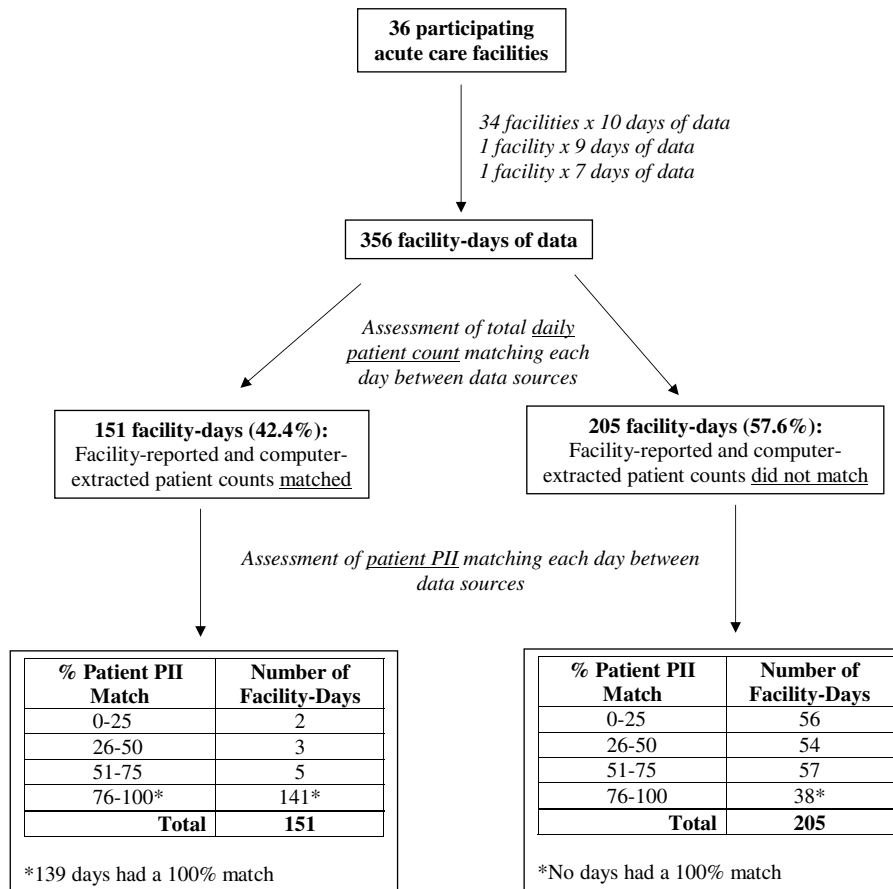 36 participating
acute care facilities
34 facilities x 10 days of data
1 facility x 9 days of data
1 facility x 7 days of data
356 facility-days of data
Assessment of total daily
patient count matching each
day between data sources
151 facility-days (42.4%):
Facility-reported and computer-
extracted patient counts matched
205 facility-days (57.6%):
Facility-reported and computer-
extracted patient counts did not match
Assessment of patient PII matching each day between
data sources
% Patient PII Match Number of Facility-Days
0-25 2
26-50 3
51-75 5
76-100* 141*
Total 151
*139 days had a 100% match
% Patient PII Match Number of Facility-Days
0-25 56
26-50 54
51-75 57
76-100 38*
Total 205
*No days had a 100% match